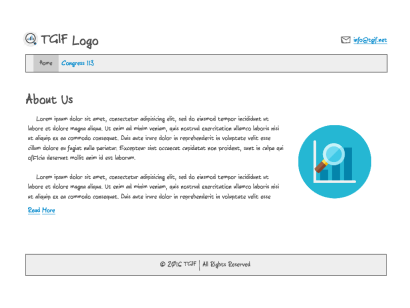 TGIF Logo
info@tgif.net
Home Congress 113
About Us
Lorem ipsum dolor sit amet, consectetur adipisicing elit, sed do eiusmod tempor incididunt ut
labore et dolore magna aliqua. Ut enim ad minim veniam, quis nostrud exercitation ullamco laboris nisi
ut aliquip ex ea commodo consequat. Duis aute irure dolor in reprehenderit in voluptate velit esse
cillum dolore eu fugiat nulla pariatur. Excepteur sint occaecat cupidatat non proident, sunt in culpa qui
officia deserunt mollit anim id est laborum.
Lorem ipsum dolor sit amet, consectetur adipisicing elit, sed do eiusmod tempor incididunt ut
labore et dolore magna aliqua. Ut enim ad minim veniam, quis nostrud exercitation ullamco laboris nisi
ut aliquip ex ea commodo consequat. Duis aute irure dolor in reprehenderit in voluptate velit esse
Read More
© 2016 TGIF | All Rights Reserved